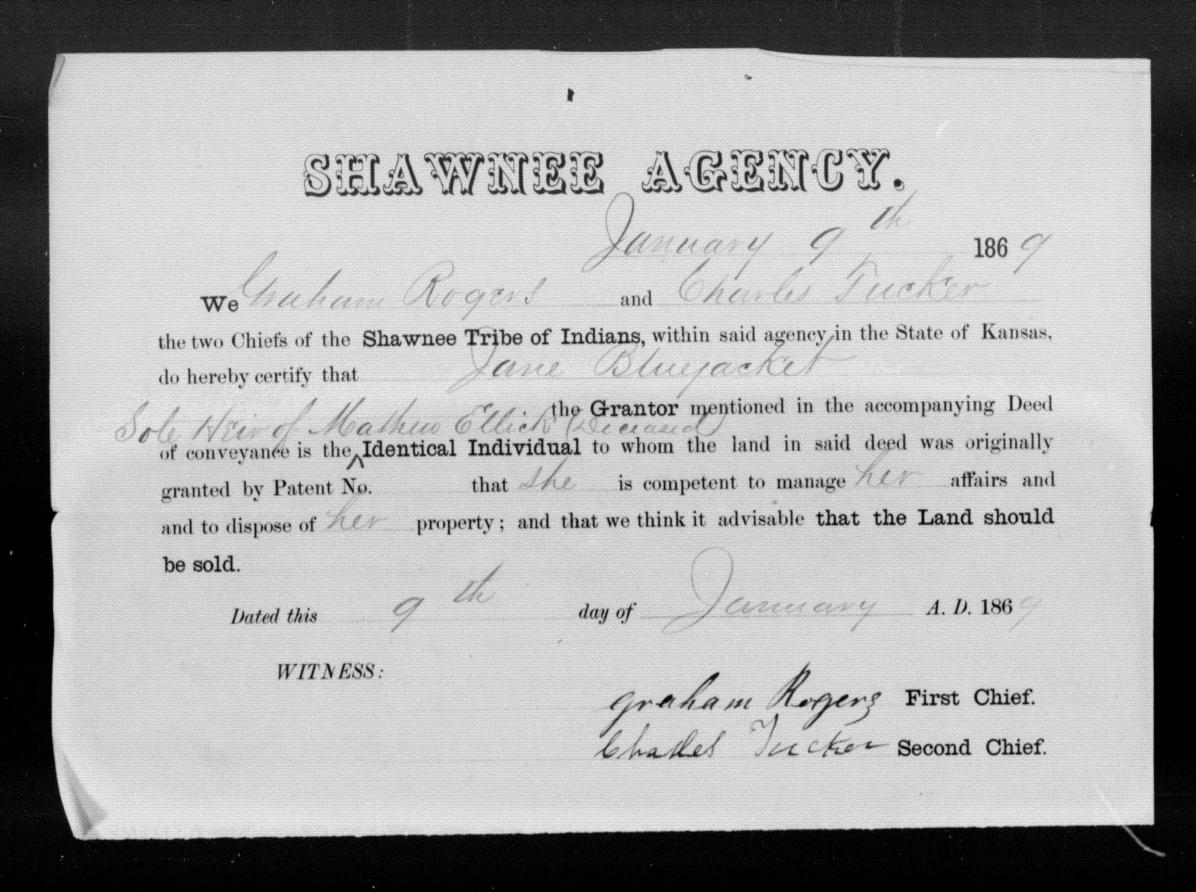 SHAWNEE AGENCY.
January 9th 1869
We Graham Rogers and Charles Tucker
the two Chiefs of the Shawnee Tribe of Indians, within said agency in the State of Kansas,
do hereby certify that Jane Bluejacket
the Grantor mentioned in the accompanying Deed
Sole Heir of Mathew Ellick (Deceased)
of conveyance is the ^ Identical Individual to whom the land in said deed was originally
granted by Patent No. that she is competent to manage her affairs and
and to dispose of her property; and that we think it advisable that the Land should
be sold.
Dated this 9th day of January A. D. 1869
WITNESS:
Graham Rogers First Chief.
Charles Tucker Second Chief.